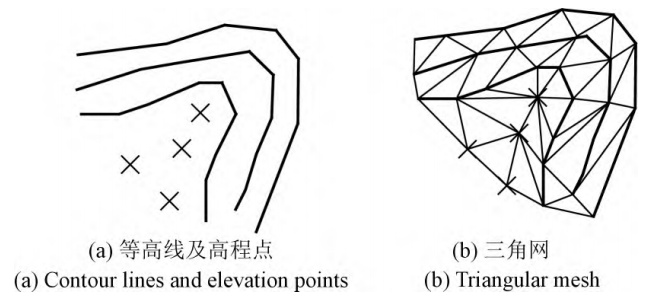 (a) 等高线及高程点
(b) 三角网
(a) Contour lines and elevation points
(b) Triangular mesh